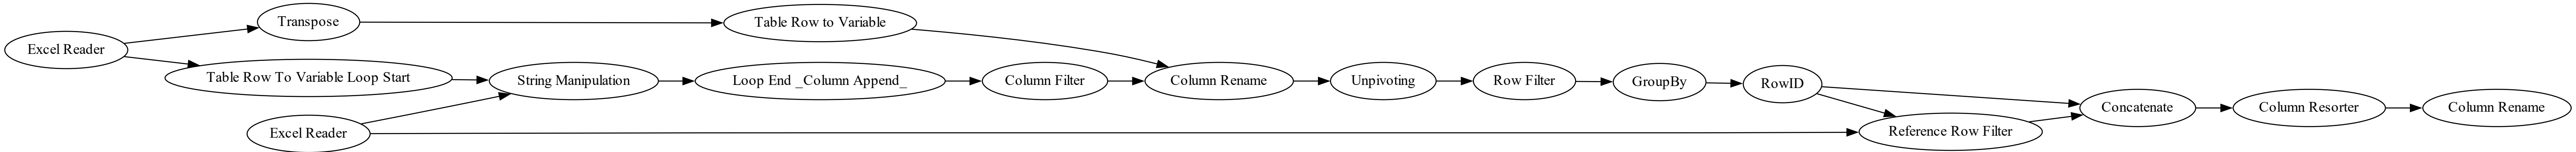 Transpose
Table Row to Variable
Excel Reader
Table Row To Variable Loop Start
String Manipulation
Loop End _Column Append_
Column Filter
Column Rename
Unpivoting
Row Filter
GroupBy
RowID
Concatenate
Column Resorter
Column Rename
Excel Reader
Reference Row Filter